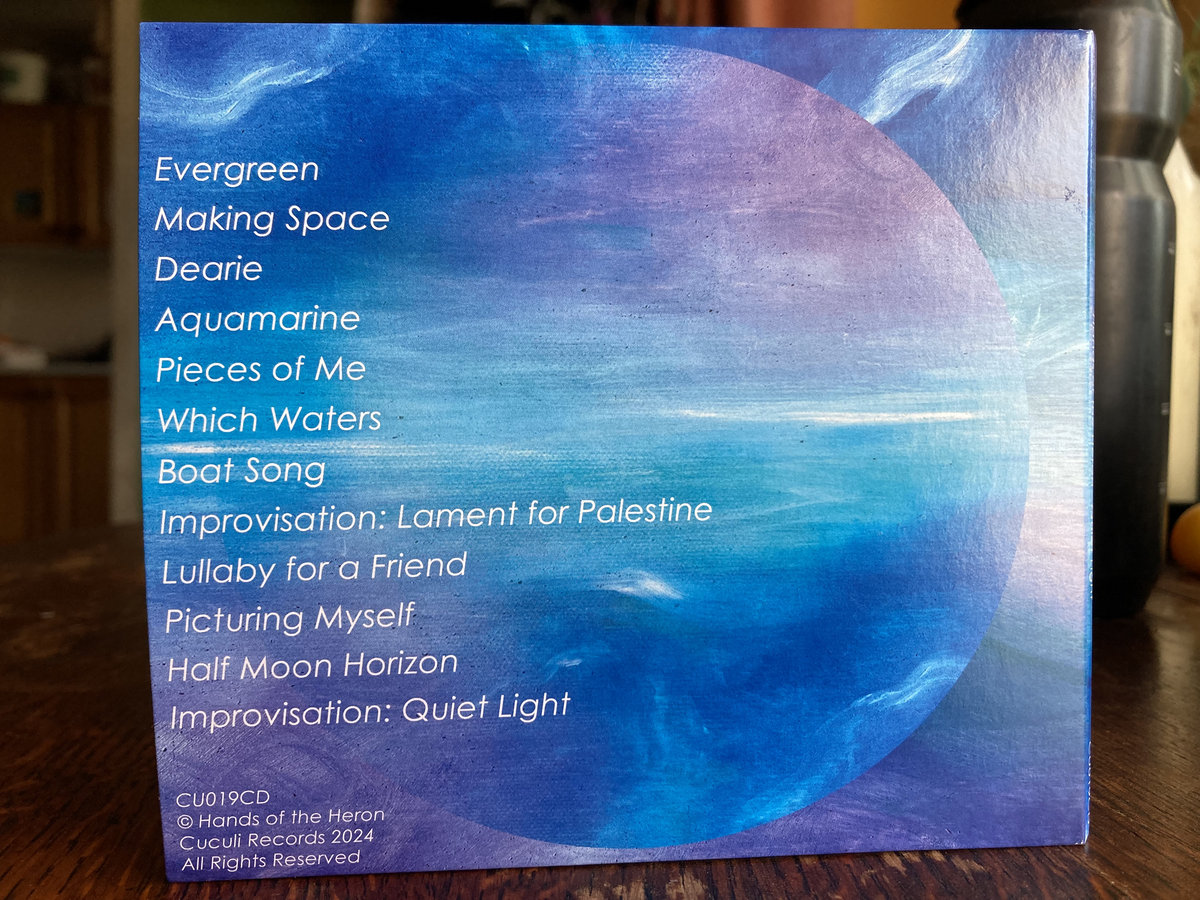 Evergreen
Making Space
Dearie
Aquamarine
Pieces of Me
Which Waters
Boat Song
Improvisation: Lament for Palestine
Lullaby for a Friend
Picturing Myself
Half Moon Horizon
Improvisation: Quiet Light
CU019CD
© Hands of the Heron
Cuculi Records 2024
All Rights Reserved